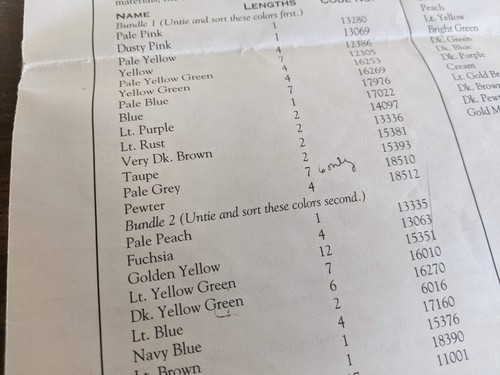 NAME LENGTHS CODE NO.
Bundle 1 (Untie and sort these colors first.)
Pale Pink 1 13280
Dusty Pink 1 13069
Pale Yellow 4 12386
Yellow 7 12305
Pale Yellow Green 4 16253
Yellow Green 4 16269
Pale Blue 7 17976
Blue 1 17022
Lt. Purple 2 14097
Lt. Rust 2 13336
Very Dk. Brown 2 15381
Taupe 2 15393
Pale Grey 7 6 only 18510
Pewter 4 18512
Bundle 2 (Untie and sort these colors second.)
Pale Peach 1 13335
Fuchsia 4 13063
Golden Yellow 12 15351
Lt. Yellow Green 7 16010
Dk. Yellow Green 6 16270
Lt. Blue 2 6016
Navy Blue 4 17160
Lt. Brown 1 15376
1 18390
11001
Peach
Lt. Yellow
Bright Green
Dk. Green
Dk. Blue
Dk. Purple
Cream
Lt. Gold Br
Dk. Brown
Dk. Pew
Gold M